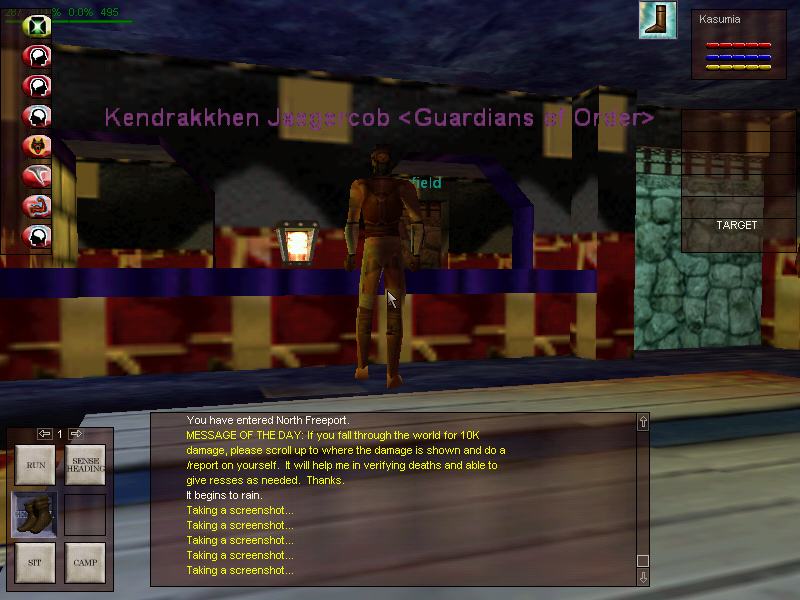 0.0% 495
Kasumia
Kendrakkhen Jaegercob <Guardians of Order>
field
TARGET
You have entered North Freeport.
MESSAGE OF THE DAY: If you fall through the world for 10K
damage, please scroll up to where the damage is shown and do a
/report on yourself. It will help me in verifying deaths and able to
give resses as needed. Thanks.
It begins to rain.
Taking a screenshot...
Taking a screenshot...
Taking a screenshot...
Taking a screenshot...
Taking a screenshot...
1
RUN
SENSE
HEADING
SIT
CAMP